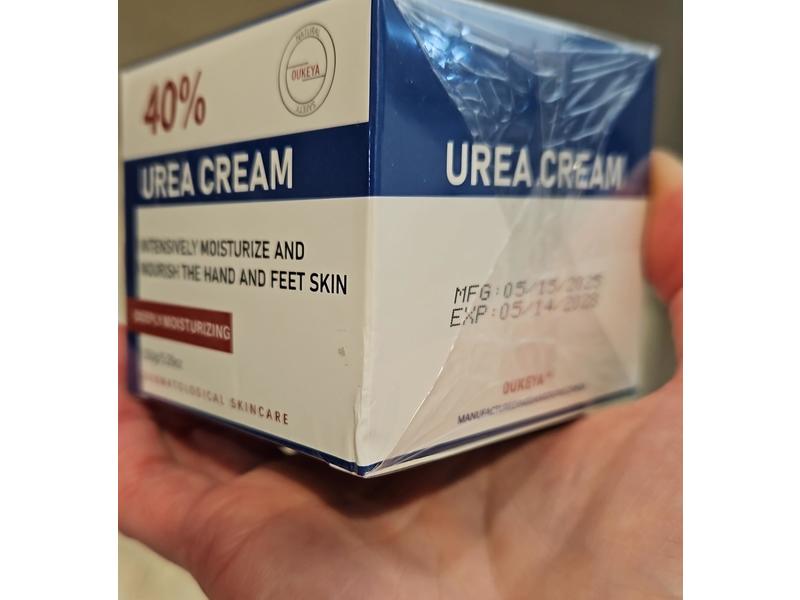 40%
NATURAL
OUKEYA
SAFETY
UREA CREAM
INTENSIVELY MOISTURIZE AND
NOURISH THE HAND AND FEET SKIN
DEEPLY MOISTURIZING
DERMATOLOGICAL SKINCARE
UREA CREAM
MFG:05/15/2025
EXP:05/14/2028
OUKEYA